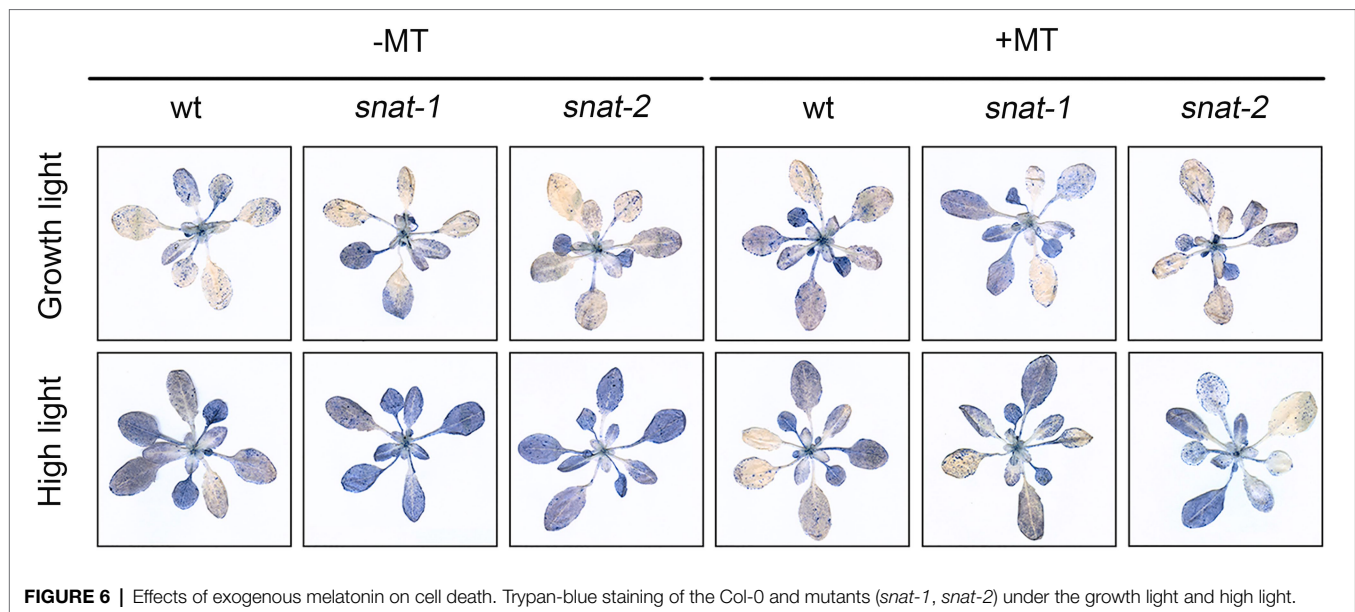 -MT +MT
wt snat-1 snat-2 wt snat-1 snat-2
Growth light
High light
FIGURE 6 | Effects of exogenous melatonin on cell death. Trypan-blue staining of the Col-0 and mutants (snat-1, snat-2) under the growth light and high light.